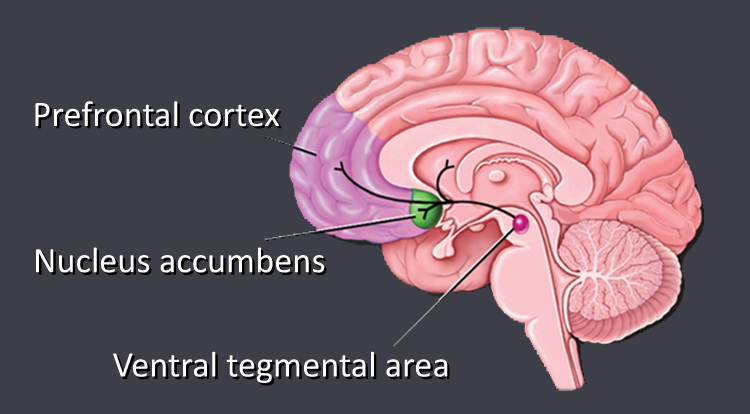 Prefrontal cortex
Nucleus accumbens
Ventral tegmental area